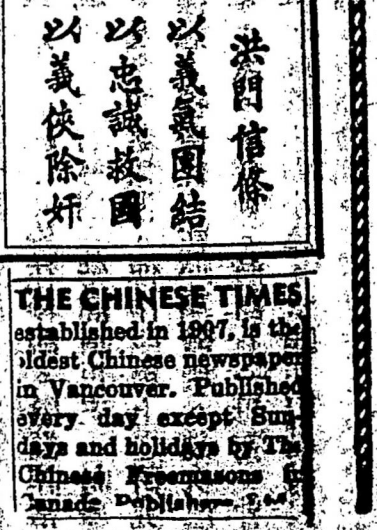 洪門信條
以義氣團結
以忠誠救國
以義俠除奸
THE CHINESE TIMES
established in 1907, is the
oldest Chinese newspaper
in Vancouver. Published
every day except Sun-
days and holidays by The
Chinese Freemasons in
Canada Publishers